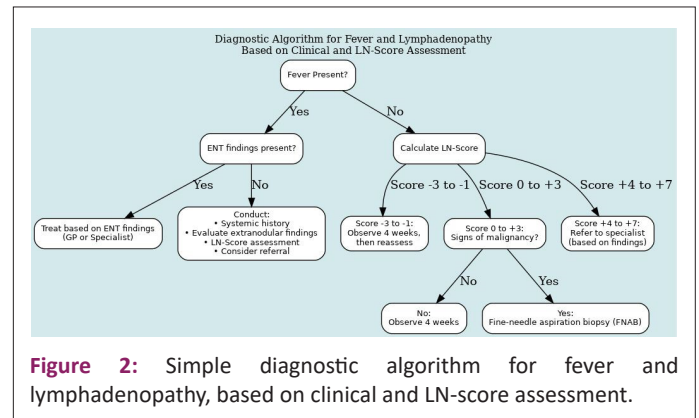 Diagnostic Algorithm for Fever and Lymphadenopathy
Based on Clinical and LN-Score Assessment
Fever Present?
Yes
No
ENT findings present?
Calculate LN-Score
Yes
No
Score -3 to -1
Score 0 to +3
Score +4 to +7
Treat based on ENT findings
(GP or Specialist)
Conduct:
• Systemic history
• Evaluate extranodular findings
• LN-Score assessment
• Consider referral
Score -3 to -1:
Observe 4 weeks,
then reassess
Score 0 to +3:
Signs of malignancy?
Score +4 to +7:
Refer to specialist
(based on findings)
No
Yes
No:
Observe 4 weeks
Yes:
Fine-needle aspiration biopsy (FNAB)
Figure 2: Simple diagnostic algorithm for fever and
lymphadenopathy, based on clinical and LN-score assessment.